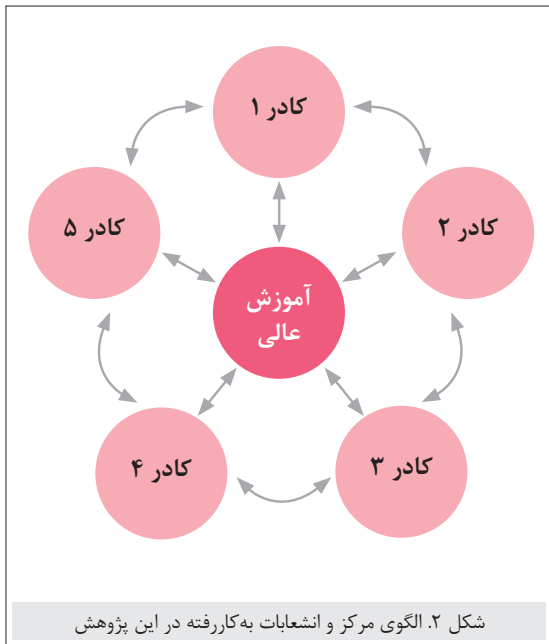 کادر ۱
کادر ۲
کادر ۳
کادر ۴
کادر ۵
آموزش
عالی
شکل ۲. الگوی مرکز و انشعابات به‌کاررفته در این پژوهش